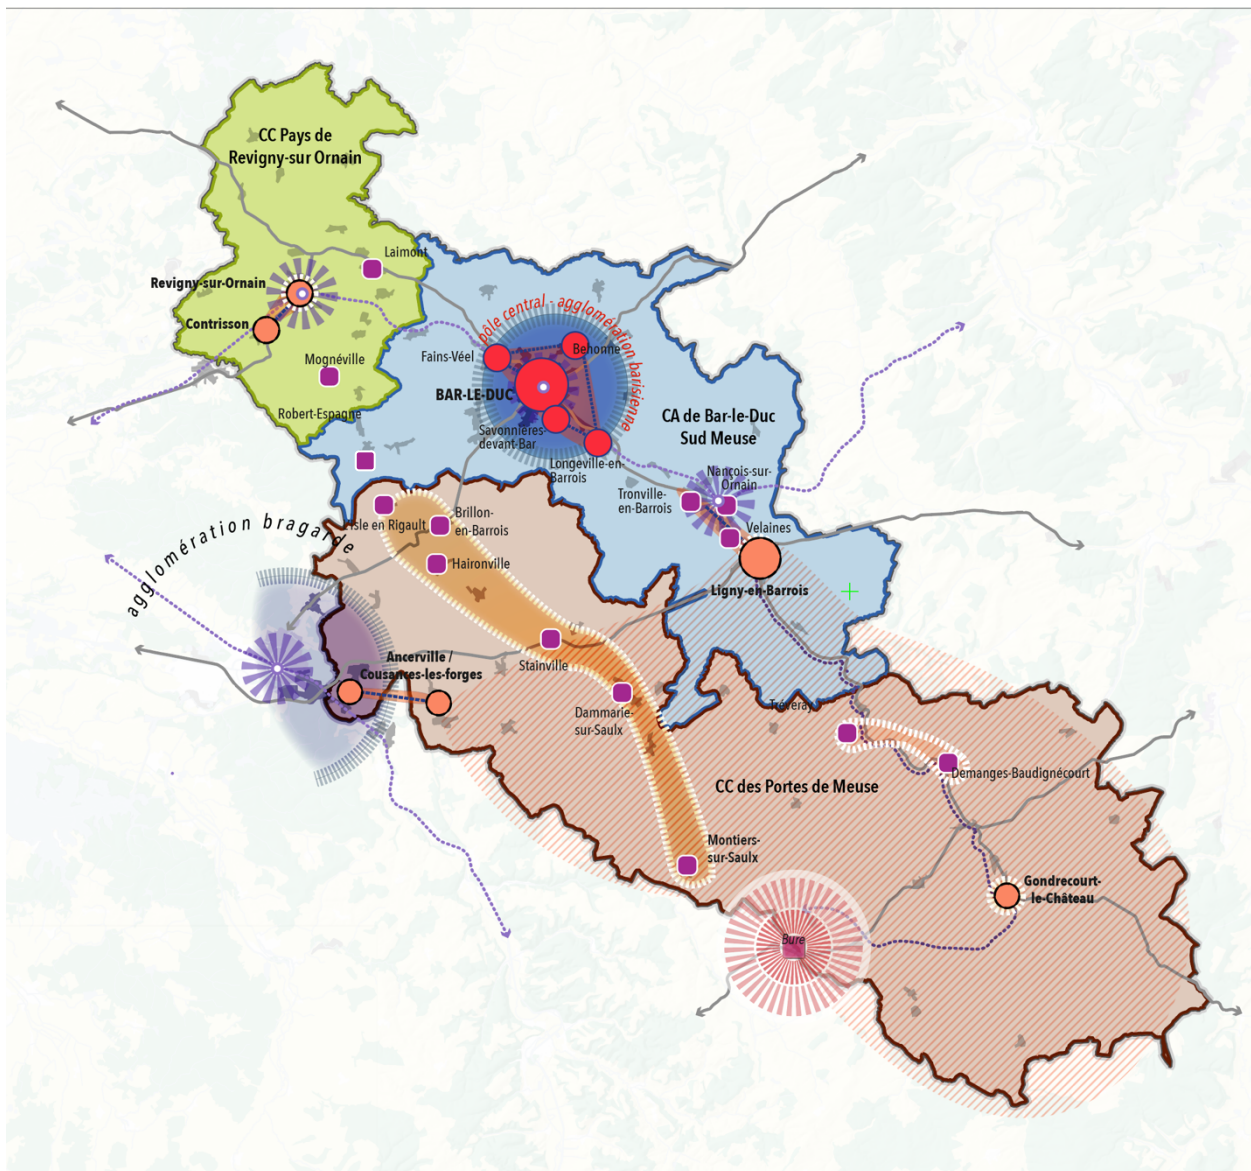 CC Pays de
Revigny-sur Ornain
Laimont
Revigny-sur-Ornain
Contrisson
Mognéville
Robert-Espagne
pôle central - agglomération barisienne
Fains-Véel
Behonne
BAR-LE-DUC
Savonnières-
devant-Bar
Longeville-en-
Barrois
CA de Bar-le-Duc
Sud Meuse
Nançois-sur-
Ornain
Tronville-
en-Barrois
Velaines
Ligny-en-Barrois
agglomération bragarde
L'Isle en Rigault
Brillon-
en-Barrois
Haironville
Stainville
Ancerville /
Cousances-les-forges
Dammarie-
sur-Saulx
Tréveray
Demanges-Baudignécourt
CC des Portes de Meuse
Montiers-
sur-Saulx
Gondrecourt-
le-Château
Bure